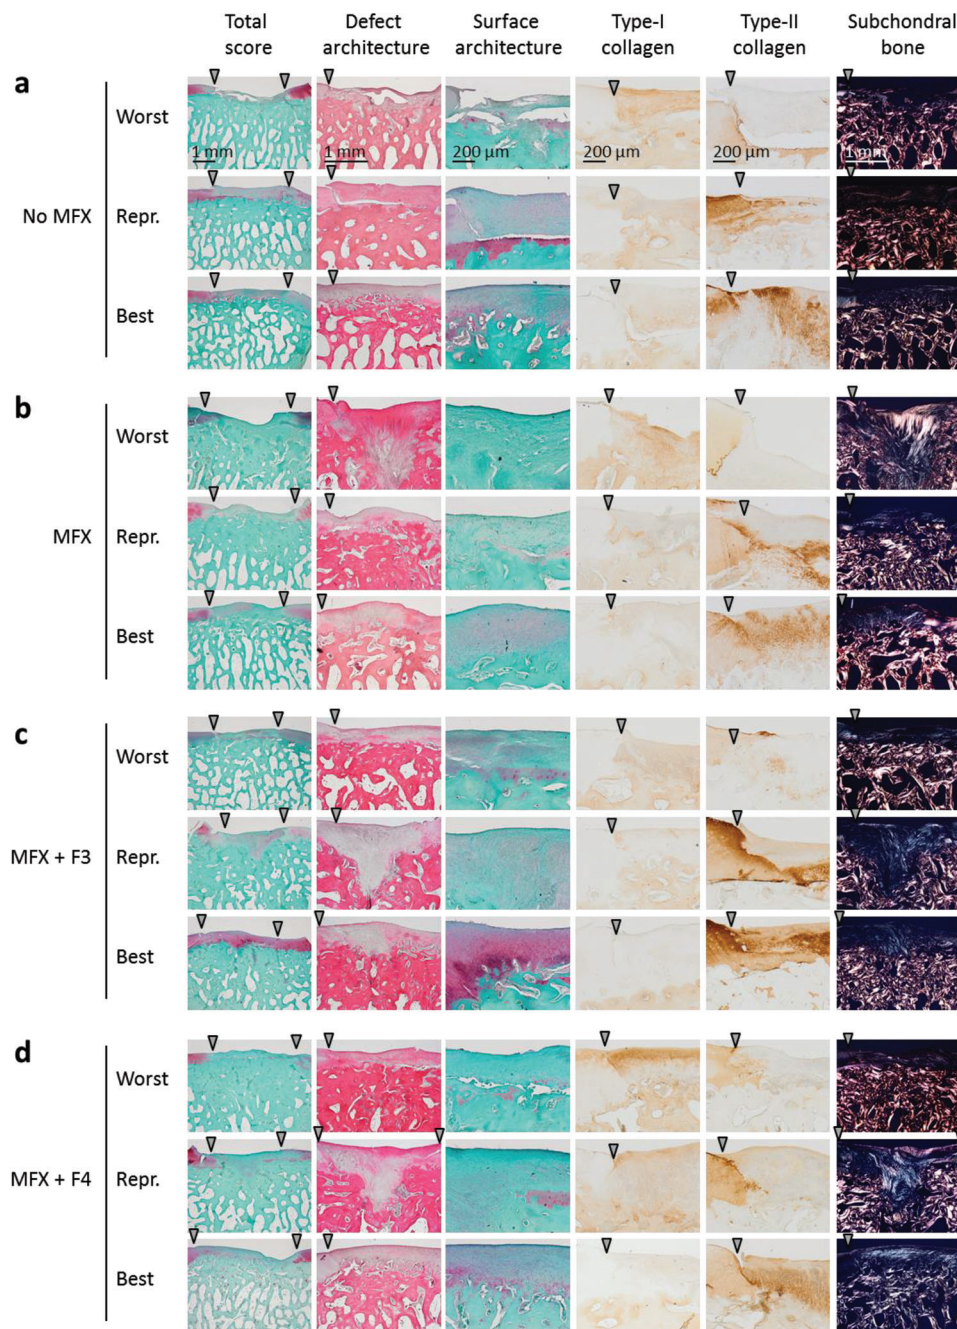 Total score
Defect architecture
Surface architecture
Type-I collagen
Type-II collagen
Subchondral bone
a
No MFX
Worst
1 mm
1 mm
200 µm
200 µm
200 µm
1 mm
Repr.
Best
b
MFX
Worst
Repr.
Best
c
MFX + F3
Worst
Repr.
Best
d
MFX + F4
Worst
Repr.
Best